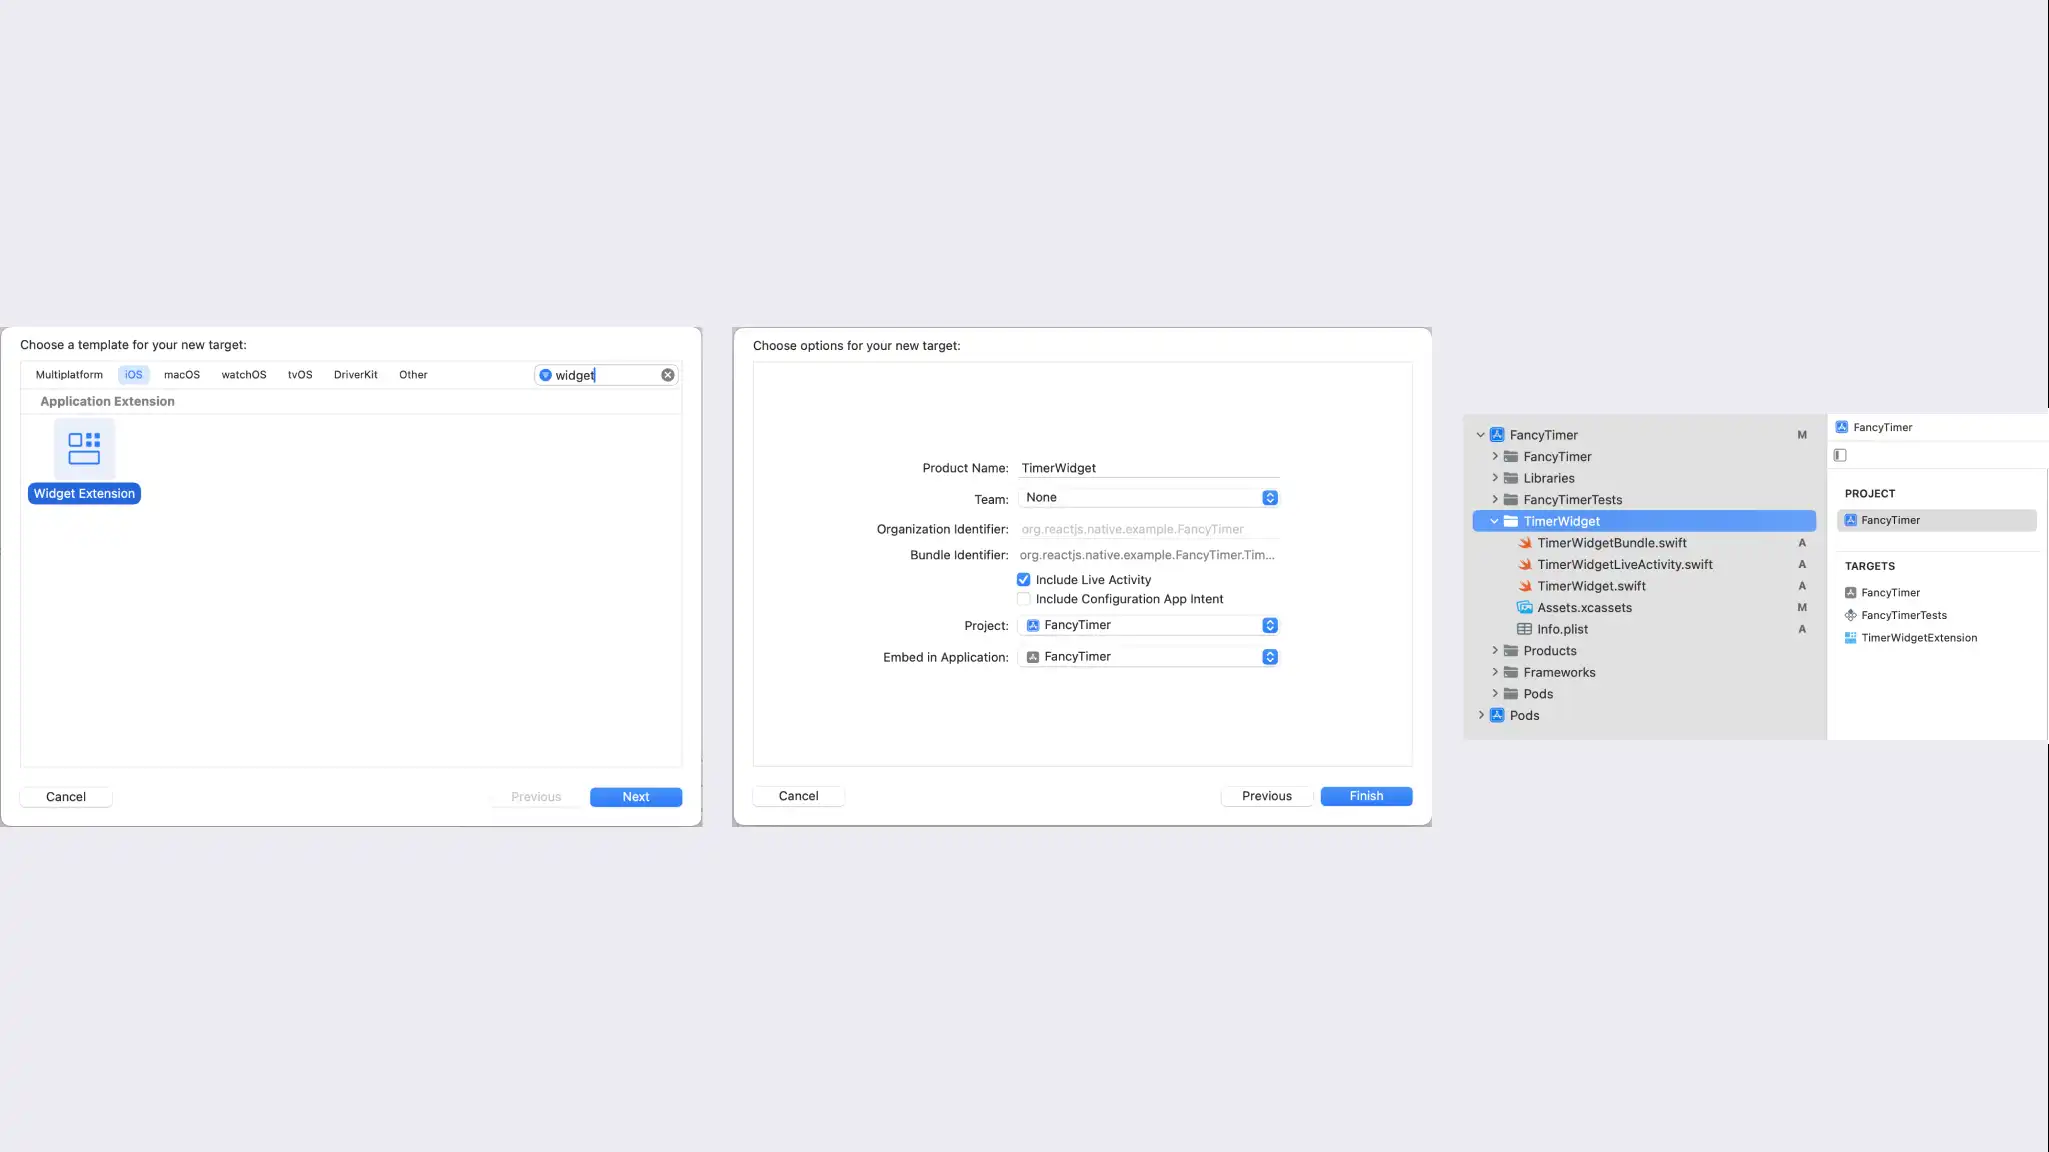 Choose a template for your new target:
Multiplatform iOS macOS watchOS tvOS DriverKit Other
widget
Application Extension
Widget Extension
Cancel
Previous
Next
Choose options for your new target:
Product Name: TimerWidget
Team: None
Organization Identifier: org.reactjs.native.example.FancyTimer
Bundle Identifier: org.reactjs.native.example.FancyTimer.Tim...
Include Live Activity
Include Configuration App Intent
Project: FancyTimer
Embed in Application: FancyTimer
Cancel
Previous
Finish
FancyTimer M
FancyTimer
Libraries
FancyTimerTests
TimerWidget
TimerWidgetBundle.swift A
TimerWidgetLiveActivity.swift A
TimerWidget.swift A
Assets.xcassets M
Info.plist A
Products
Frameworks
Pods
Pods
FancyTimer
PROJECT
FancyTimer
TARGETS
FancyTimer
FancyTimerTests
TimerWidgetExtension